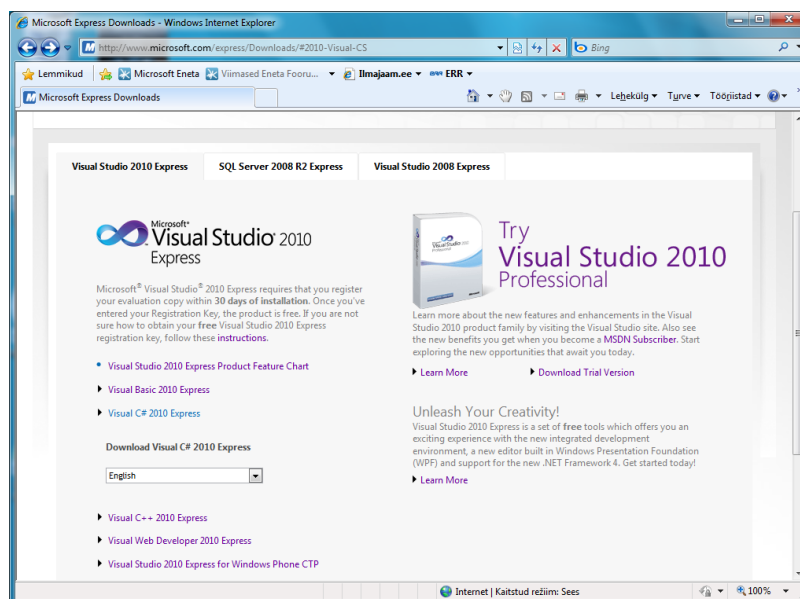 Microsoft Express Downloads - Windows Internet Explorer
http://www.microsoft.com/express/Downloads/#2010-Visual-CS
Bing
Lemmikud Microsoft Eneta Viimased Eneta Fooru... Ilmajaam.ee ERR
Microsoft Express Downloads
Lehekülg Turve Tööriistad
Visual Studio 2010 Express SQL Server 2008 R2 Express Visual Studio 2008 Express
Microsoft®
Visual Studio® 2010
Express
Microsoft® Visual Studio® 2010 Express requires that you register
your evaluation copy within 30 days of installation. Once you've
entered your Registration Key, the product is free. If you are not
sure how to obtain your free Visual Studio 2010 Express
registration key, follow these instructions.
Visual Studio 2010 Express Product Feature Chart
Visual Basic 2010 Express
Visual C# 2010 Express
Download Visual C# 2010 Express
English
Visual C++ 2010 Express
Visual Web Developer 2010 Express
Visual Studio 2010 Express for Windows Phone CTP
Try
Visual Studio 2010
Professional
Learn more about the new features and enhancements in the Visual
Studio 2010 product family by visiting the Visual Studio site. Also see
the new benefits you get when you become a MSDN Subscriber. Start
exploring the new opportunities that await you today.
Learn More Download Trial Version
Unleash Your Creativity!
Visual Studio 2010 Express is a set of free tools which offers you an
exciting experience with the new integrated development
environment, a new editor built in Windows Presentation Foundation
(WPF) and support for the new .NET Framework 4. Get started today!
Learn More
Internet | Kaitstud režiim: Sees 100%